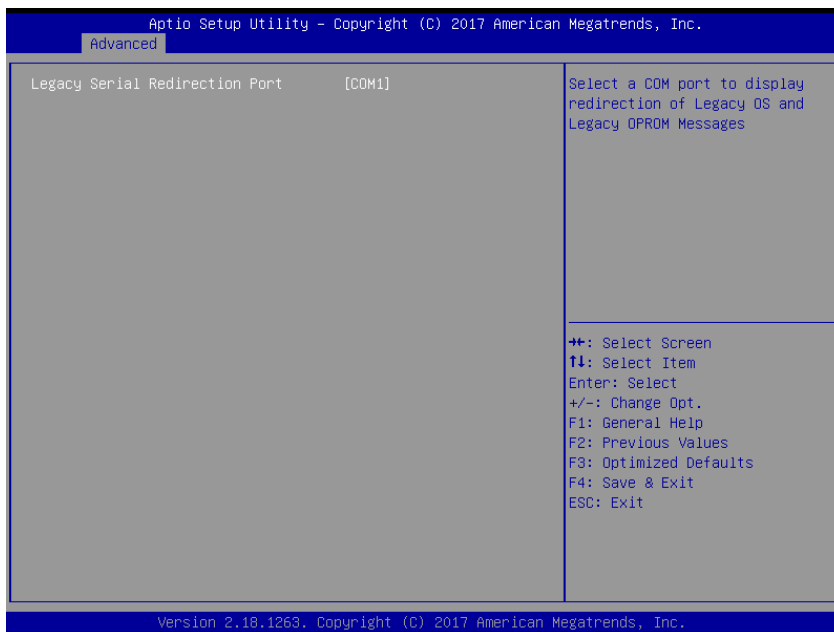 Aptio Setup Utility – Copyright (C) 2017 American Megatrends, Inc.
Advanced
Legacy Serial Redirection Port [COM1]
Select a COM port to display
redirection of Legacy OS and
Legacy OPROM Messages
→←: Select Screen
↑↓: Select Item
Enter: Select
+/-: Change Opt.
F1: General Help
F2: Previous Values
F3: Optimized Defaults
F4: Save & Exit
ESC: Exit
Version 2.18.1263. Copyright (C) 2017 American Megatrends, Inc.